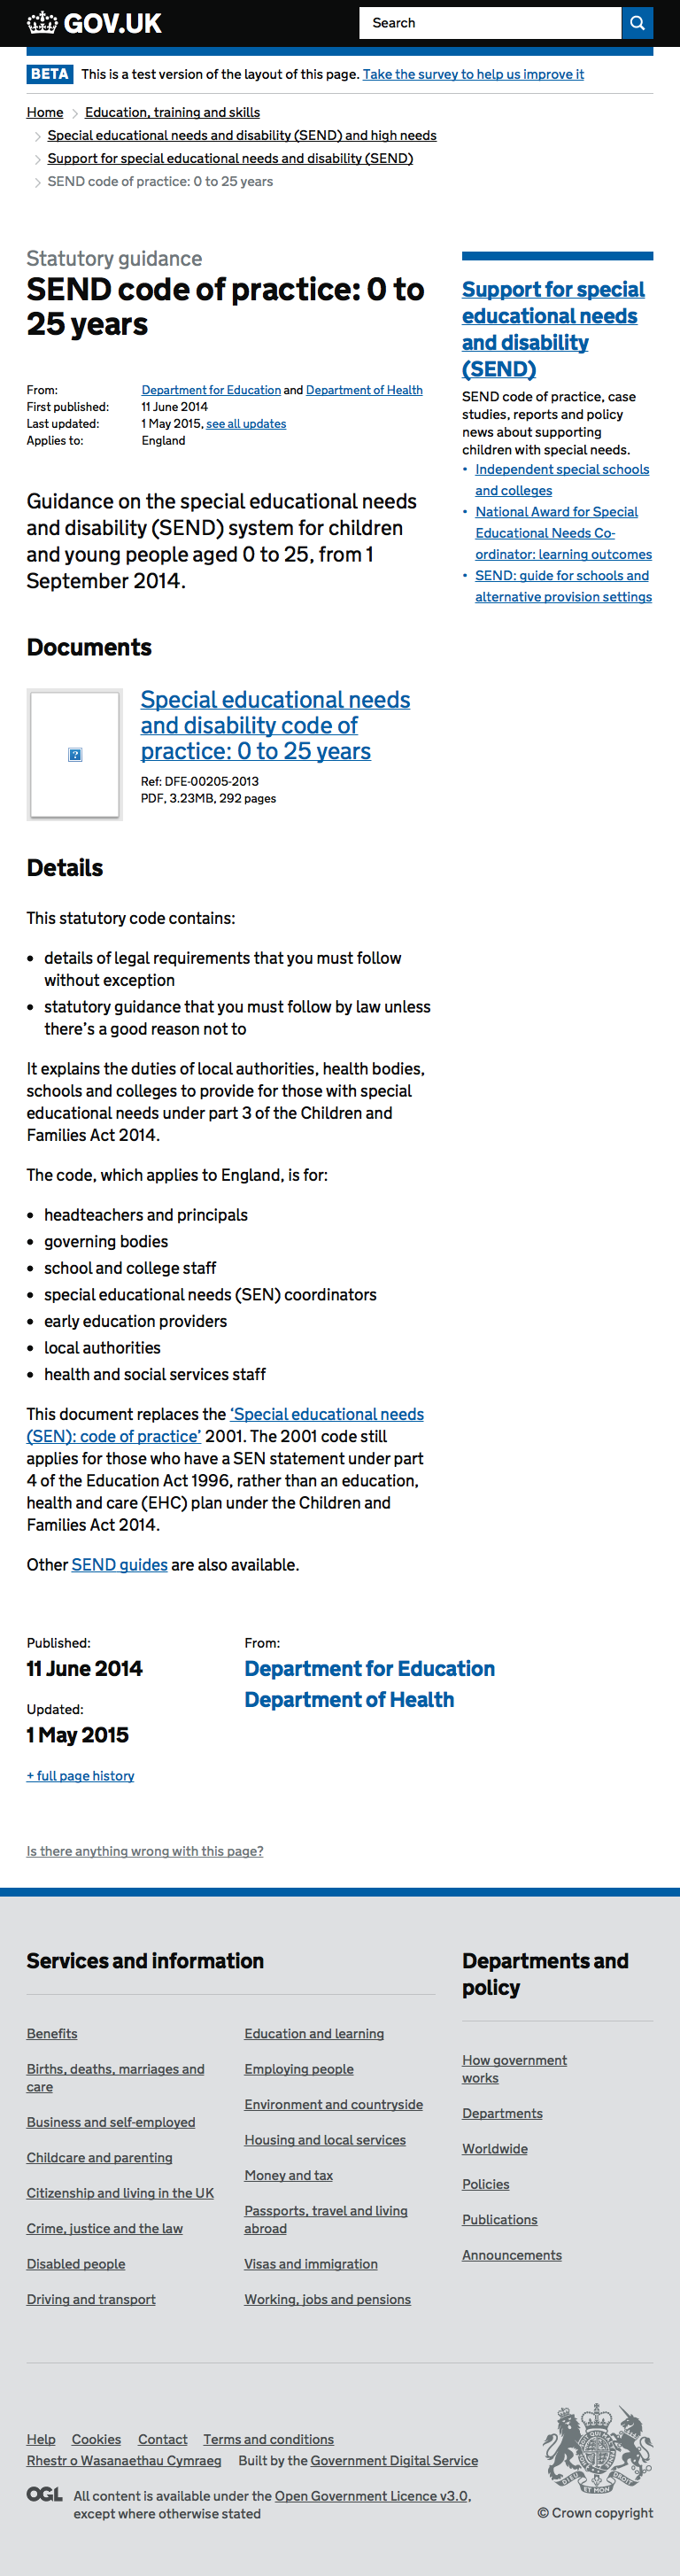 GOV.UK
Search
BETA This is a test version of the layout of this page. Take the survey to help us improve it
Home > Education, training and skills
> Special educational needs and disability (SEND) and high needs
> Support for special educational needs and disability (SEND)
> SEND code of practice: 0 to 25 years
Statutory guidance
SEND code of practice: 0 to
25 years
From: Department for Education and Department of Health
First published: 11 June 2014
Last updated: 1 May 2015, see all updates
Applies to: England
Guidance on the special educational needs
and disability (SEND) system for children
and young people aged 0 to 25, from 1
September 2014.
Support for special
educational needs
and disability
(SEND)
SEND code of practice, case
studies, reports and policy
news about supporting
children with special needs.
• Independent special schools
and colleges
• National Award for Special
Educational Needs Co-
ordinator: learning outcomes
• SEND: guide for schools and
alternative provision settings
Documents
Special educational needs
and disability code of
practice: 0 to 25 years
Ref: DFE-00205-2013
PDF, 3.23MB, 292 pages
Details
This statutory code contains:
• details of legal requirements that you must follow
without exception
• statutory guidance that you must follow by law unless
there's a good reason not to
It explains the duties of local authorities, health bodies,
schools and colleges to provide for those with special
educational needs under part 3 of the Children and
Families Act 2014.
The code, which applies to England, is for:
• headteachers and principals
• governing bodies
• school and college staff
• special educational needs (SEN) coordinators
• early education providers
• local authorities
• health and social services staff
This document replaces the ‘Special educational needs
(SEN): code of practice’ 2001. The 2001 code still
applies for those who have a SEN statement under part
4 of the Education Act 1996, rather than an education,
health and care (EHC) plan under the Children and
Families Act 2014.
Other SEND guides are also available.
Published:
11 June 2014
Updated:
1 May 2015
+ full page history
From:
Department for Education
Department of Health
Is there anything wrong with this page?
Services and information
Benefits
Births, deaths, marriages and
care
Business and self-employed
Childcare and parenting
Citizenship and living in the UK
Crime, justice and the law
Disabled people
Driving and transport
Education and learning
Employing people
Environment and countryside
Housing and local services
Money and tax
Passports, travel and living
abroad
Visas and immigration
Working, jobs and pensions
Departments and
policy
How government
works
Departments
Worldwide
Policies
Publications
Announcements
Help Cookies Contact Terms and conditions
Rhestr o Wasanaethau Cymraeg Built by the Government Digital Service
OGL All content is available under the Open Government Licence v3.0,
except where otherwise stated
DIEU ET MON DROIT
© Crown copyright